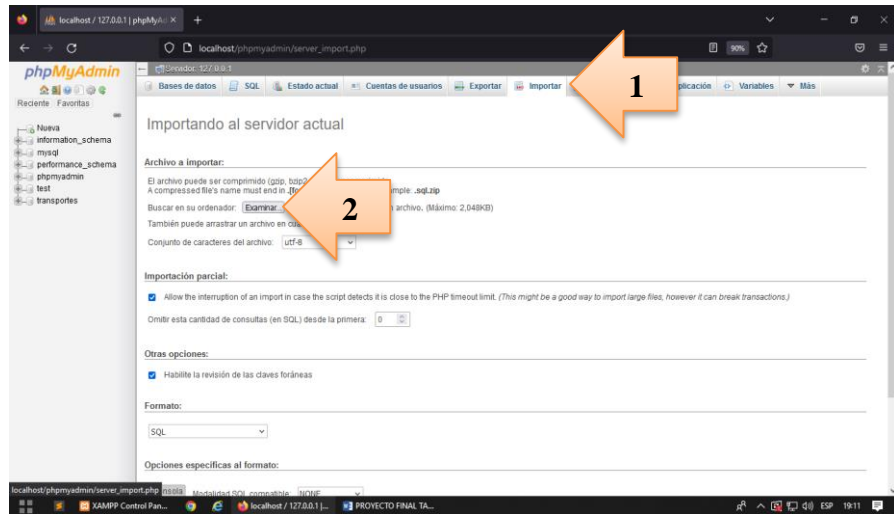 localhost / 127.0.0.1 | phpMyAd
localhost/phpmyadmin/server_import.php
90%
phpMyAdmin
Reciente Favoritas
Nueva
information_schema
mysql
performance_schema
phpmyadmin
test
transportes
Servidor: 127.0.0.1
Bases de datos SQL Estado actual Cuentas de usuarios Exportar Importar plicación Variables Más
1
Importando al servidor actual
Archivo a importar:
El archivo puede ser comprimido (gzip, bzip2
A compressed file's name must end in .[fo mple: .sql.zip
Buscar en su ordenador: Examinar... n archivo. (Máximo: 2,048KB)
2
También puede arrastrar un archivo en cua
Conjunto de caracteres del archivo: utf-8
Importación parcial:
Allow the interruption of an import in case the script detects it is close to the PHP timeout limit. (This might be a good way to import large files, however it can break transactions.)
Omitir esta cantidad de consultas (en SQL) desde la primera: 0
Otras opciones:
Habilite la revisión de las claves foráneas
Formato:
SQL
Opciones específicas al formato:
localhost/phpmyadmin/server_import.php nsola Modalidad SQL compatible: NONE
XAMPP Control Pan... localhost / 127.0.0.1 |... PROYECTO FINAL TA... ESP 19:11